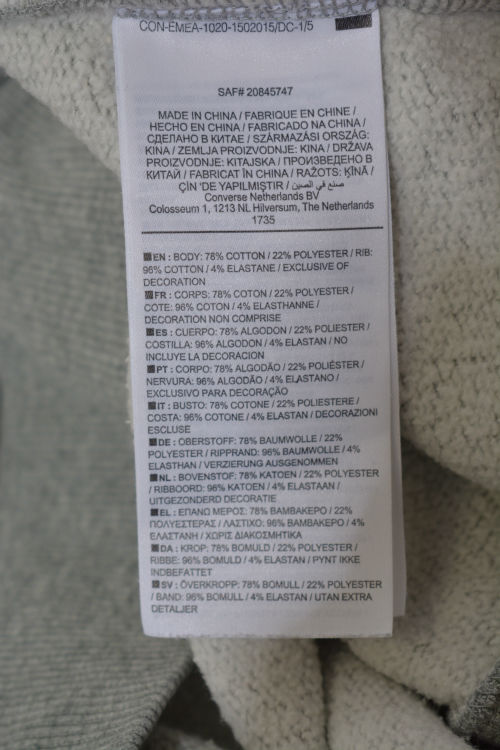 CON-EMEA-1020-1502015/DC-1/5
SAF# 20845747
MADE IN CHINA / FABRIQUE EN CHINE /
HECHO EN CHINA / FABRICADO NA CHINA /
СДЕЛАНО В КИТАЕ / SZÁRMAZÁSI ORSZÁG:
KINA / ZEMLJA PROIZVODNJE: KINA / DRŽAVA
PROIZVODNJE: KITAJSKA / ПРОИЗВЕДЕНО В
КИТАЙ / FABRICAT ÎN CHINA / RAŽOTS: ĶĪNĀ /
ÇİN 'DE YAPILMIŞTIR / صنع في الصين
Converse Netherlands BV
Colosseum 1, 1213 NL Hilversum, The Netherlands
1735
EN : BODY: 78% COTTON / 22% POLYESTER / RIB:
96% COTTON / 4% ELASTANE / EXCLUSIVE OF
DECORATION
FR : CORPS: 78% COTON / 22% POLYESTER /
COTE: 96% COTON / 4% ELASTHANNE /
DECORATION NON COMPRISE
ES : CUERPO: 78% ALGODON / 22% POLIESTER /
COSTILLA: 96% ALGODON / 4% ELASTAN / NO
INCLUYE LA DECORACION
PT : CORPO: 78% ALGODÃO / 22% POLIÉSTER /
NERVURA: 96% ALGODÃO / 4% ELASTANO /
EXCLUSIVO PARA DECORAÇÃO
IT : BUSTO: 78% COTONE / 22% POLIESTERE /
COSTA: 96% COTONE / 4% ELASTAN / DECORAZIONI
ESCLUSE
DE : OBERSTOFF: 78% BAUMWOLLE / 22%
POLYESTER / RIPPRAND: 96% BAUMWOLLE / 4%
ELASTHAN / VERZIERUNG AUSGENOMMEN
NL : BOVENSTOF: 78% KATOEN / 22% POLYESTER
/ RIBBOORD: 96% KATOEN / 4% ELASTAAN /
UITGEZONDERD DECORATIE
EL : ΕΠΑΝΩ ΜΕΡΟΣ: 78% ΒΑΜΒΑΚΕΡΟ / 22%
ΠΟΛΥΕΣΤΕΡΑΣ / ΛΑΣΤΙΧΟ: 96% ΒΑΜΒΑΚΕΡΟ / 4%
ΕΛΑΣΤΑΝΗ / ΧΩΡΙΣ ΔΙΑΚΟΣΜΗΤΙΚΑ
DA : KROP: 78% BOMULD / 22% POLYESTER /
RIBBE: 96% BOMULD / 4% ELASTAN / PYNT IKKE
INDBEFATTET
SV : ÖVERKROPP: 78% BOMULL / 22% POLYESTER
/ BAND: 96% BOMULL / 4% ELASTAN / UTAN EXTRA
DETALJER